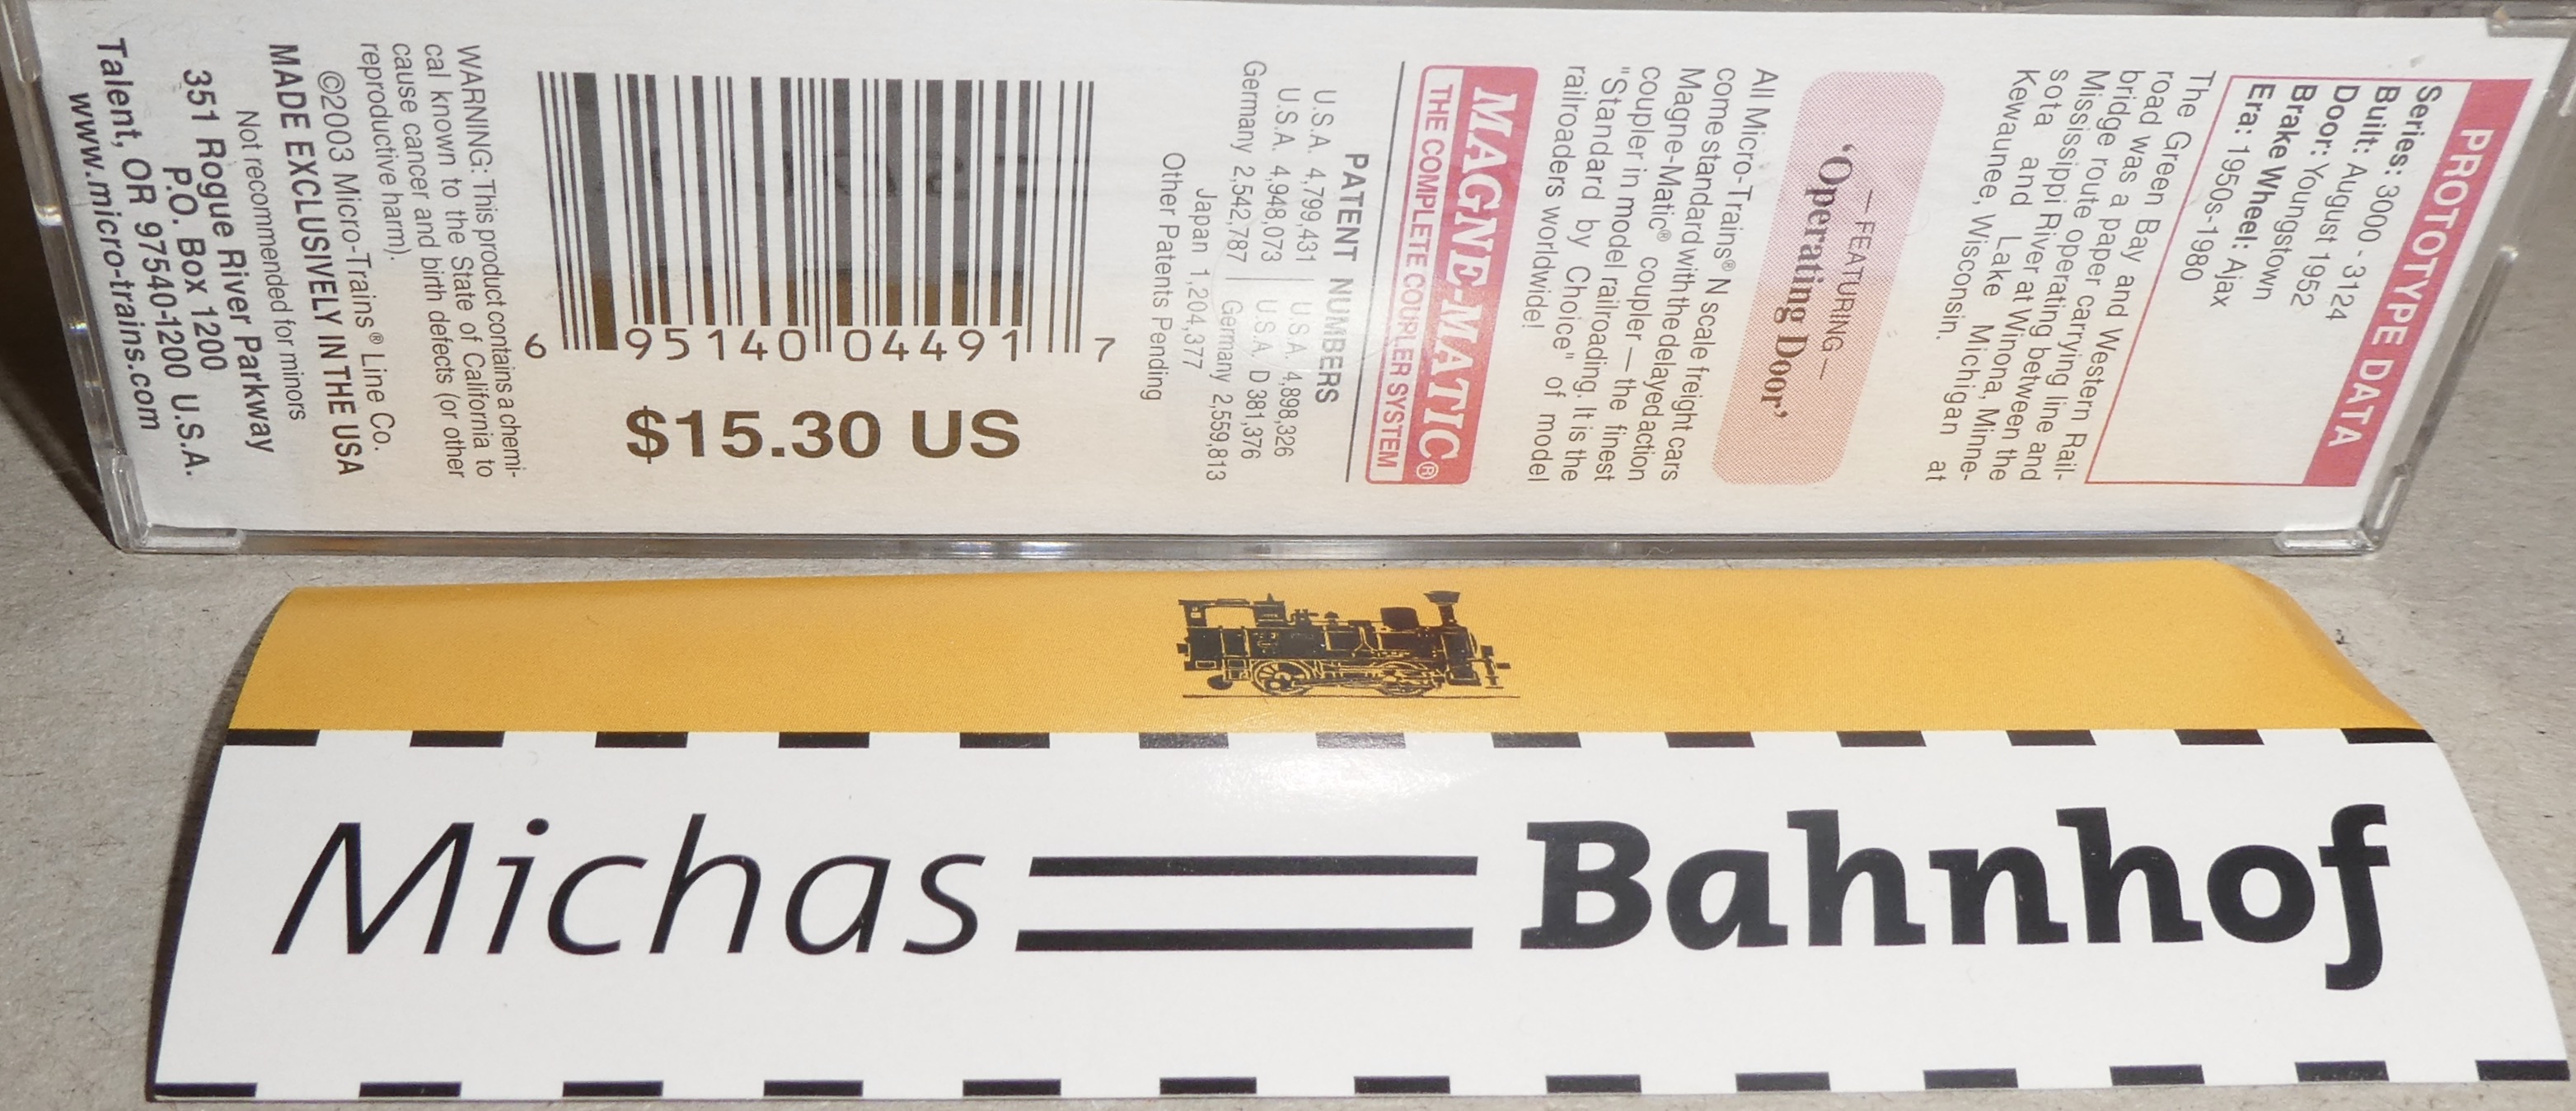 PROTOTYPE DATA
Series: 3000 - 3124
Built: August 1952
Door: Youngstown
Brake Wheel: Ajax
Era: 1950s-1980
The Green Bay and Western Rail-
road was a paper carrying line and
bridge route operating between the
Mississippi River at Winona, Minne-
sota and Lake Michigan at
Kewaunee, Wisconsin.
— FEATURING —
'Operating Door'
All Micro-Trains® N scale freight cars
come standard with the delayed action
Magne-Matic® coupler — the finest
coupler in model railroading. It is the
"Standard by Choice" of model
railroaders worldwide!
MAGNE-MATIC®
THE COMPLETE COUPLER SYSTEM
PATENT NUMBERS
U.S.A. 4,799,431 | U.S.A. 4,898,326
U.S.A. 4,948,073 | U.S.A. D381,376
Germany 2,542,787 | Germany 2,559,813
Japan 1,204,377
Other Patents Pending
6 95140 04491 7
$15.30 US
WARNING: This product contains a chemi-
cal known to the State of California to
cause cancer and birth defects (or other
reproductive harm).
©2003 Micro-Trains® Line Co.
MADE EXCLUSIVELY IN THE USA
Not recommended for minors
351 Rogue River Parkway
P.O. Box 1200
Talent, OR 97540-1200 U.S.A.
www.micro-trains.com
Michas Bahnhof